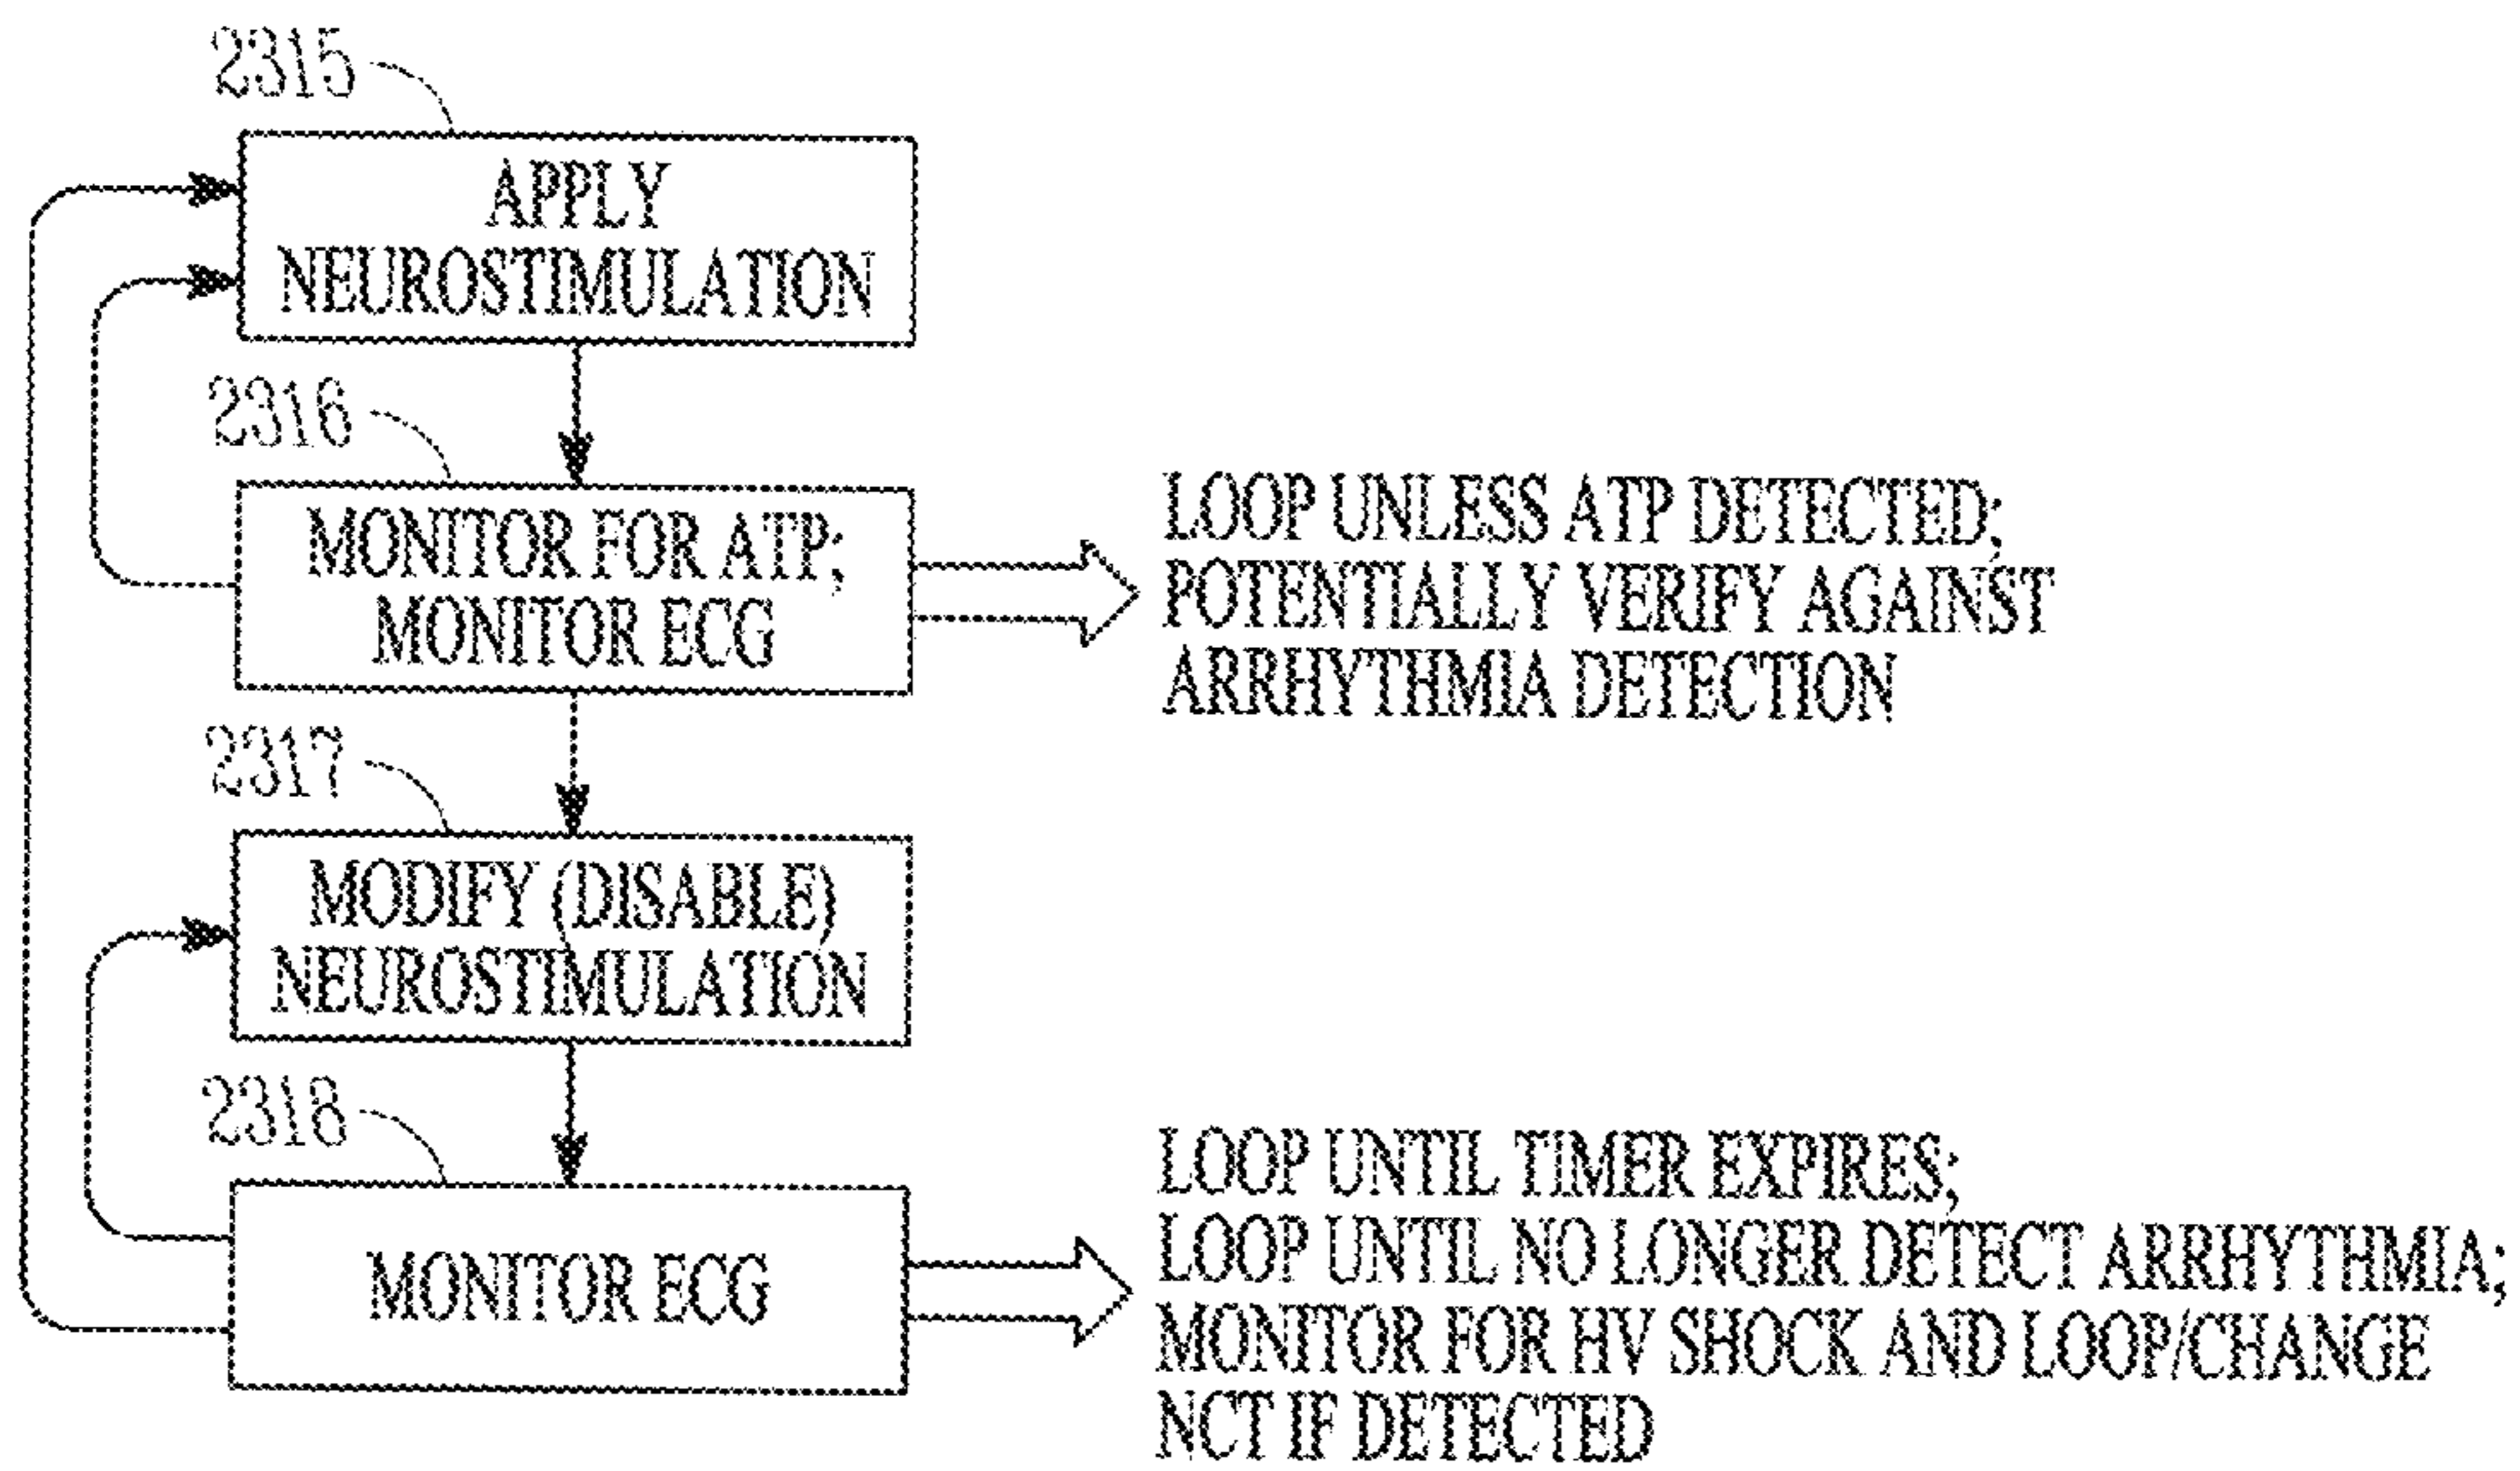 2315
APPLY
NEUROSTIMULATION
2316
MONITOR FOR ATP;
MONITOR ECG
LOOP UNLESS ATP DETECTED;
POTENTIALLY VERIFY AGAINST
ARRHYTHMIA DETECTION
2317
MODIFY (DISABLE)
NEUROSTIMULATION
2318
MONITOR ECG
LOOP UNTIL TIMER EXPIRES;
LOOP UNTIL NO LONGER DETECT ARRHYTHMIA;
MONITOR FOR HV SHOCK AND LOOP/CHANGE
NCT IF DETECTED